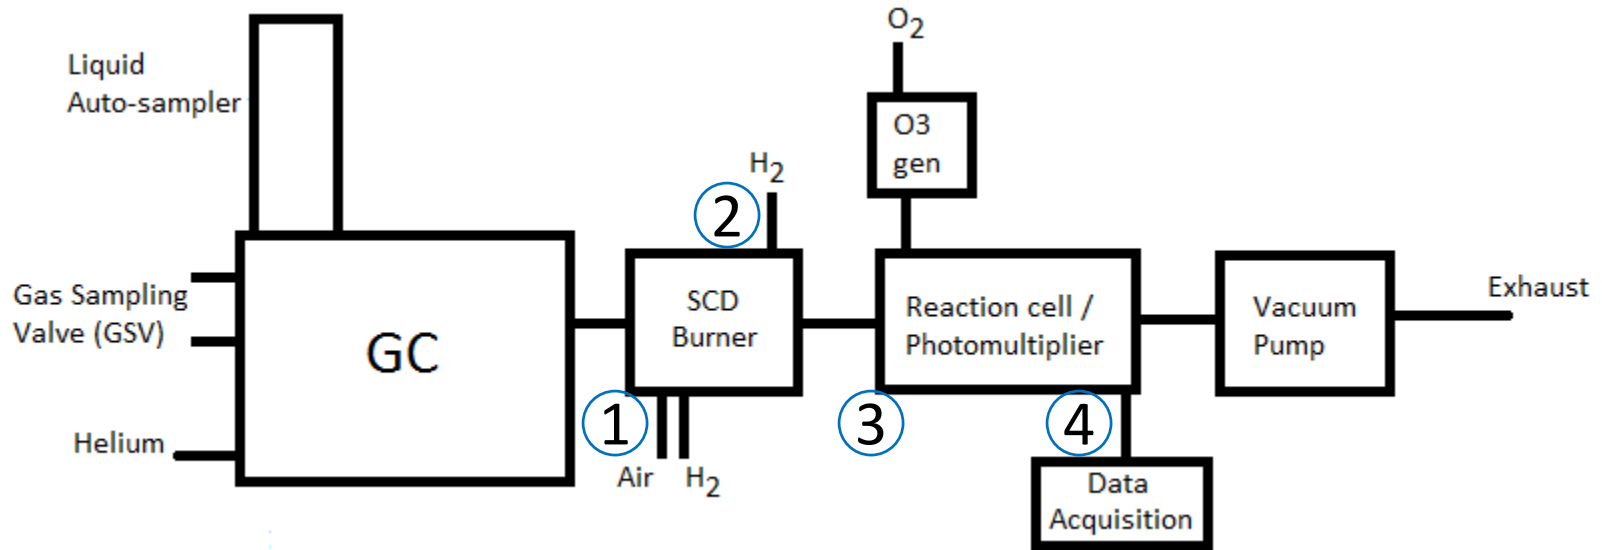 O2
Liquid
Auto-sampler
O3
gen
H2
②
Gas Sampling
Valve (GSV)
GC
SCD
Burner
Reaction cell /
Photomultiplier
Vacuum
Pump
Exhaust
Helium
①
③
④
Air
H2
Data
Acquisition